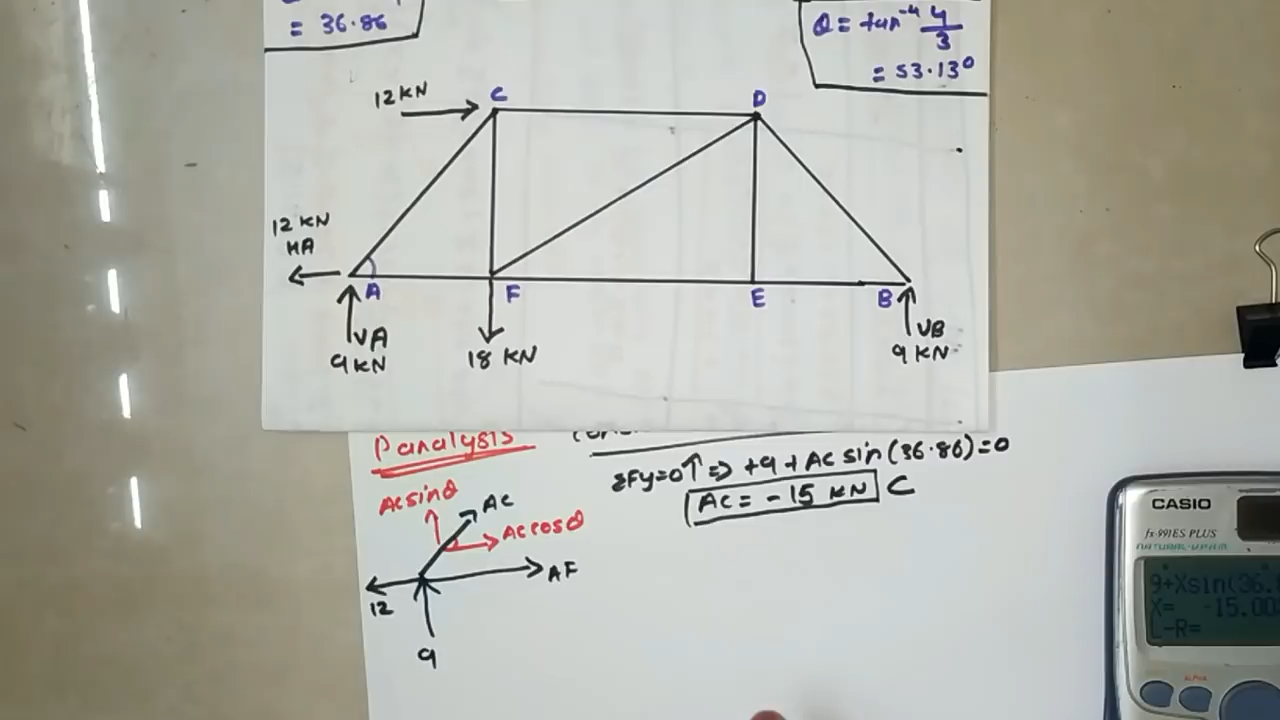 = 36.86
θ = tan⁻⁴ 4/3
= 53.13°
12 KN
C
D
12 KN
HA
A
F
E
B
VA
9 KN
18 KN
VB
9 KN
analysis
ΣFy=0↑ ⇒ +9 + AC sin(36.86)=0
AC = -15 KN C
AC sinθ
AC
AC cosθ
AF
12
9
CASIO
fx-991ES PLUS
NATURAL-V.P.A.M.
9+Xsin(36.
X= -15.00
L-R=
ALPHA